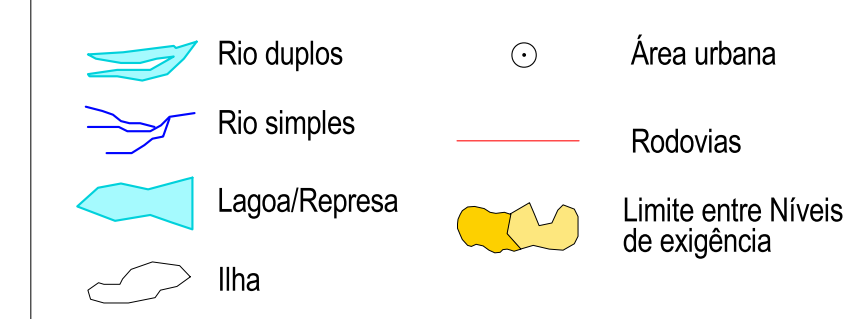 Rio duplos
Rio simples
Lagoa/Represa
Ilha
Área urbana
Rodovias
Limite entre Níveis
de exigência